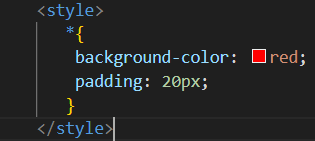 <style>
*{
background-color: red;
padding: 20px;
}
</style>